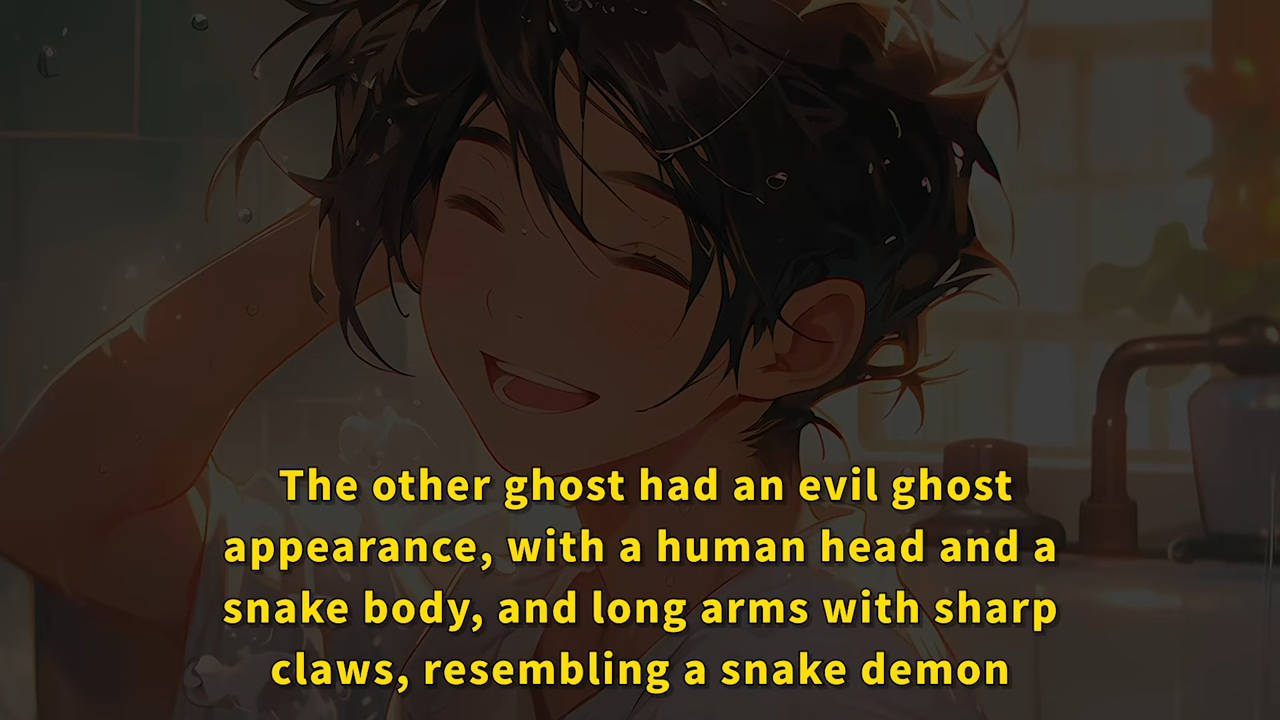 The other ghost had an evil ghost
appearance, with a human head and a
snake body, and long arms with sharp
claws, resembling a snake demon